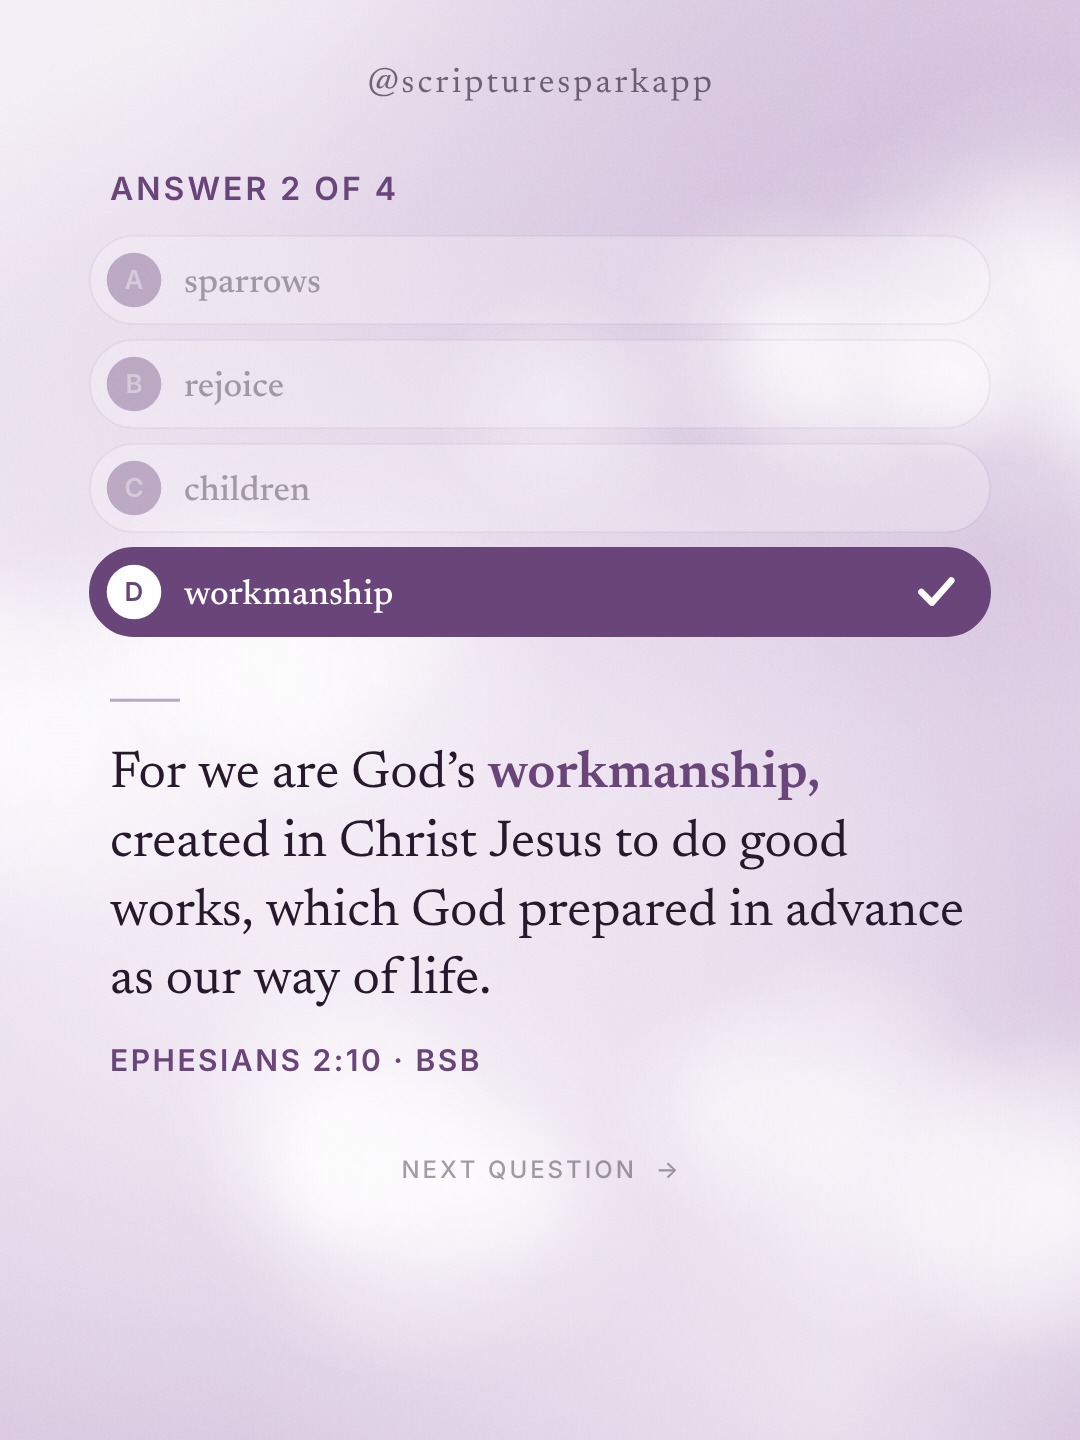 @scripturesparkapp
ANSWER 2 OF 4
A sparrows
B rejoice
C children
D workmanship
For we are God’s workmanship,
created in Christ Jesus to do good
works, which God prepared in advance
as our way of life.
EPHESIANS 2:10 · BSB
NEXT QUESTION →